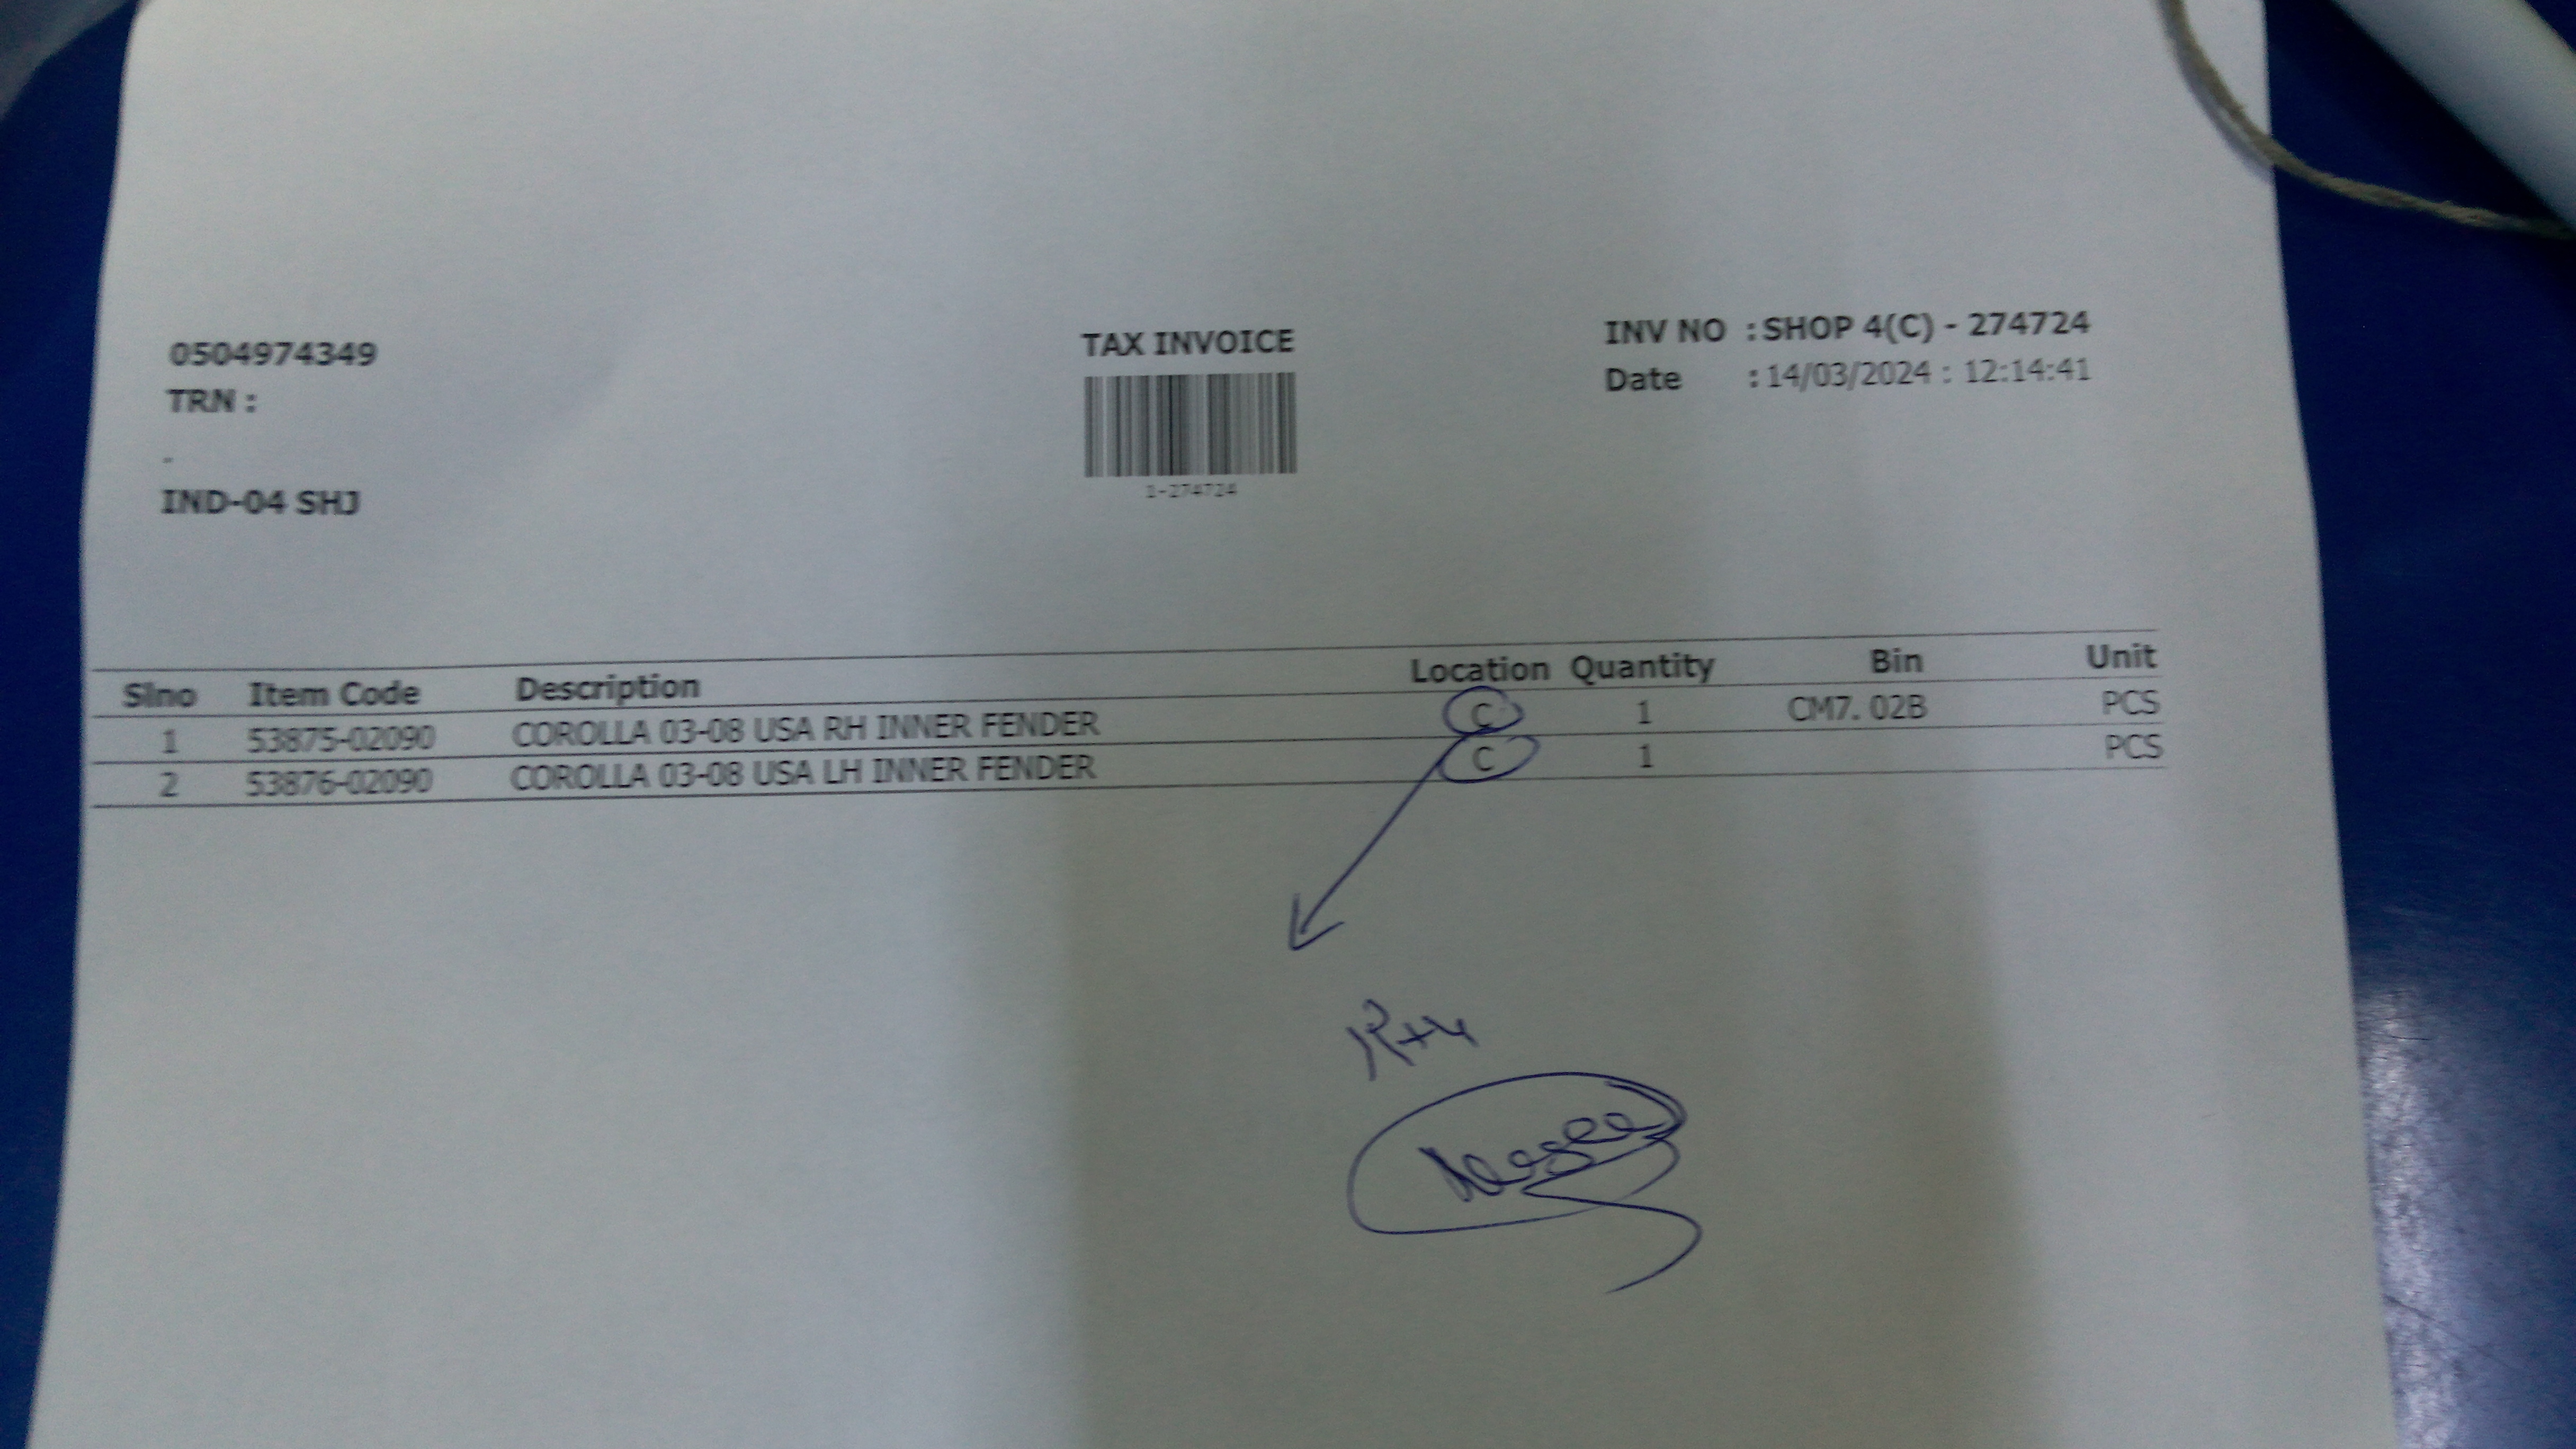 0504974349
TRN :
-
IND-04 SHJ
TAX INVOICE
1-274724
INV NO : SHOP 4(C) - 274724
Date : 14/03/2024 : 12:14:41
Slno Item Code Description Location Quantity Bin Unit
1 53875-02090 COROLLA 03-08 USA RH INNER FENDER C 1 CM7. 02B PCS
2 53876-02090 COROLLA 03-08 USA LH INNER FENDER C 1 PCS